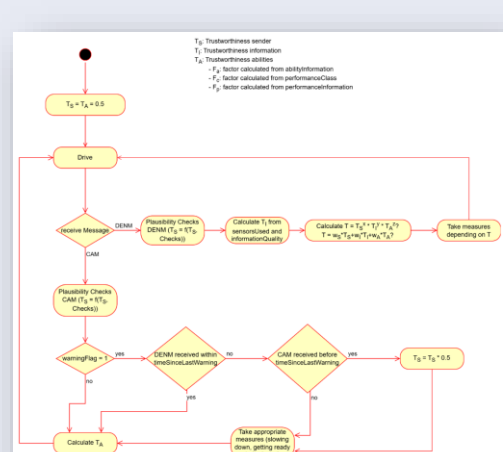 T_S: Trustworthiness sender
T_I: Trustworthiness information
T_A: Trustworthiness abilities
- F_a: factor calculated from abilityInformation
- F_c: factor calculated from performanceClass
- F_p: factor calculated from performanceInformation
T_S = T_A = 0.5
Drive
receive Message
DENM
Plausibility Checks
DENM (T_S = f(T_S,
Checks))
Calculate T_I from
sensorsUsed and
informationQuality
Calculate T = T_S^x * T_I^y * T_A^z?
T = w_S*T_S+w_I*T_I+w_A*T_A?
Take measures
depending on T
CAM
Plausibility Checks
CAM (T_S = f(T_S,
Checks))
warningFlag = 1
yes
DENM received within
timeSinceLastWarning
no
CAM received before
timeSinceLastWarning
yes
T_S = T_S * 0.5
no
yes
no
Calculate T_A
Take appropriate
measures (slowing
down, getting ready